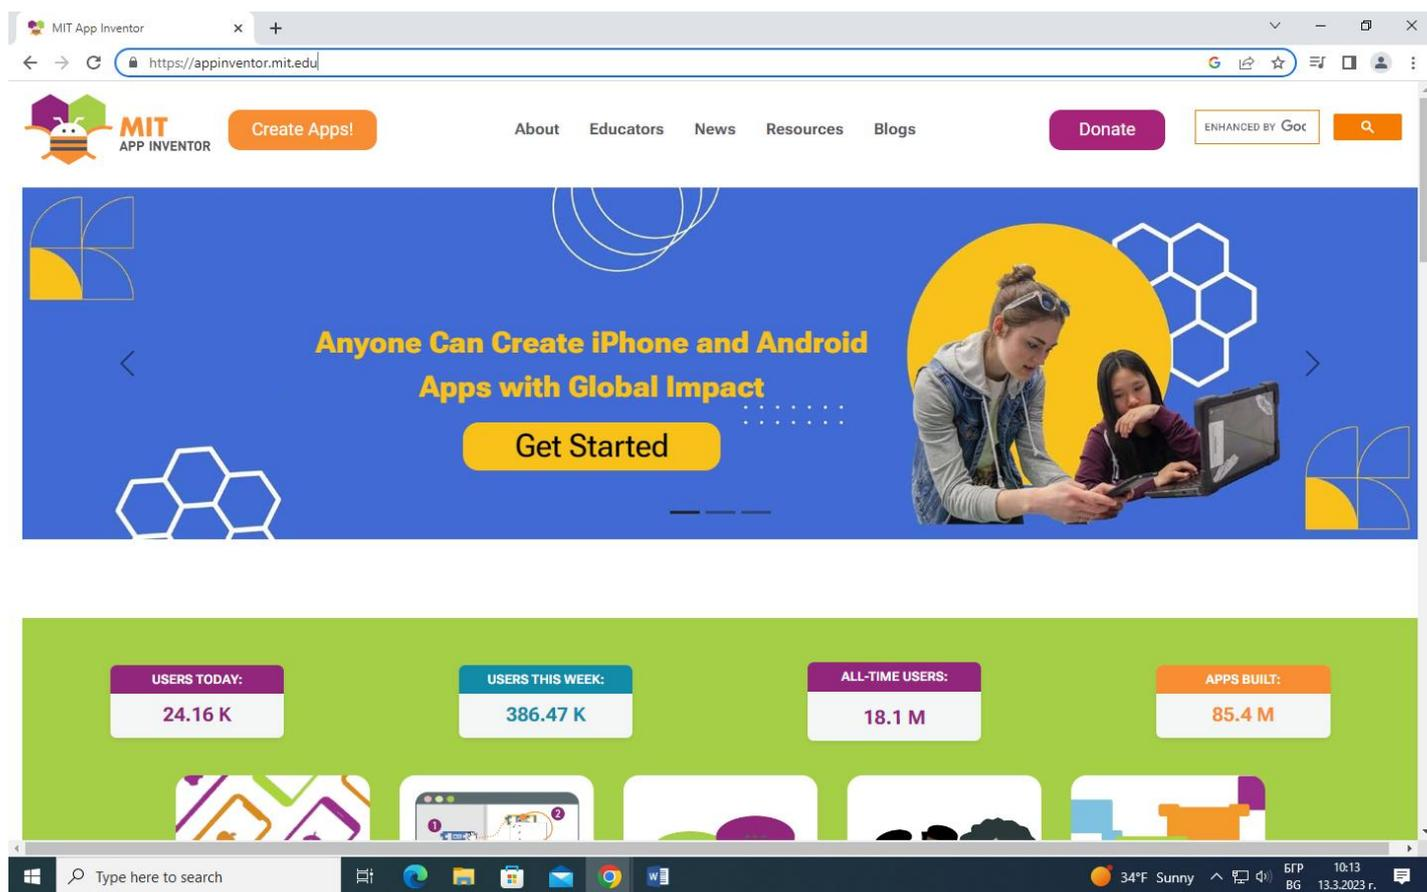 MIT App Inventor
https://appinventor.mit.edu
MIT
APP INVENTOR
Create Apps!
About Educators News Resources Blogs
Donate
ENHANCED BY Goo
Anyone Can Create iPhone and Android
Apps with Global Impact
Get Started
USERS TODAY:
24.16 K
USERS THIS WEEK:
386.47 K
ALL-TIME USERS:
18.1 M
APPS BUILT:
85.4 M
1
2
Type here to search
34°F Sunny
БГР
BG
10:13
13.3.2023 г.